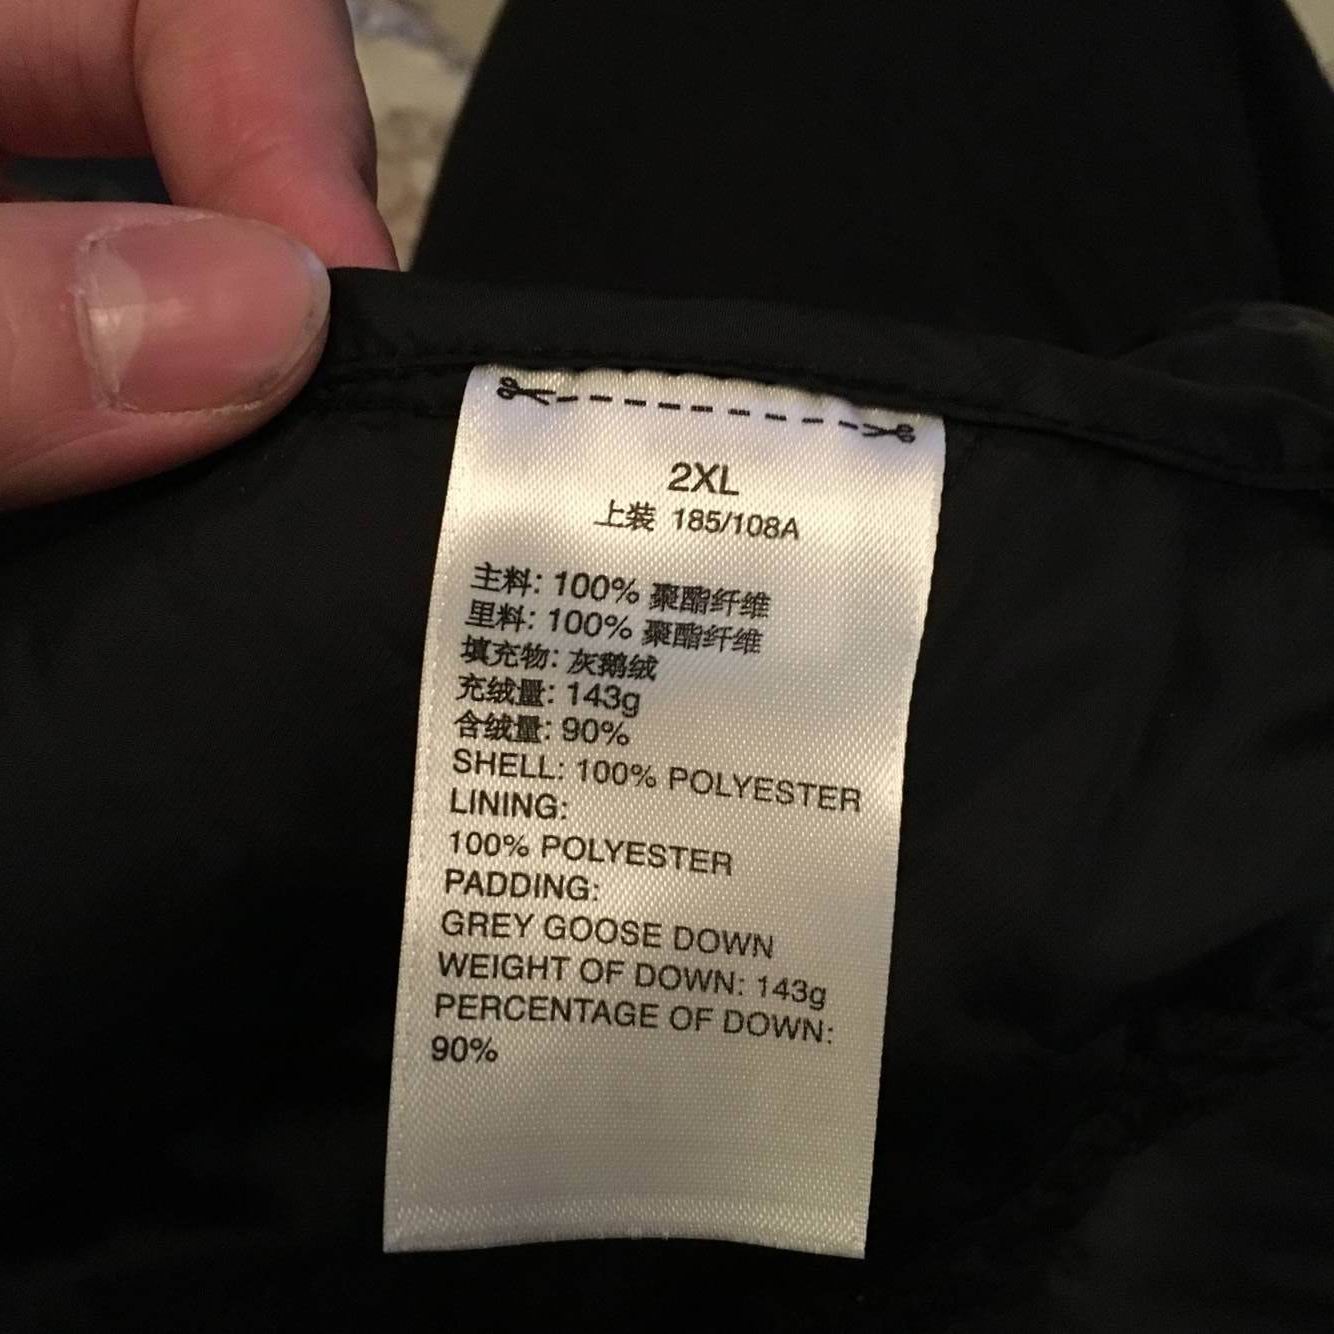 2XL
上装 185/108A
主料: 100% 聚酯纤维
里料: 100% 聚酯纤维
填充物: 灰鹅绒
充绒量: 143g
含绒量: 90%
SHELL: 100% POLYESTER
LINING:
100% POLYESTER
PADDING:
GREY GOOSE DOWN
WEIGHT OF DOWN: 143g
PERCENTAGE OF DOWN:
90%